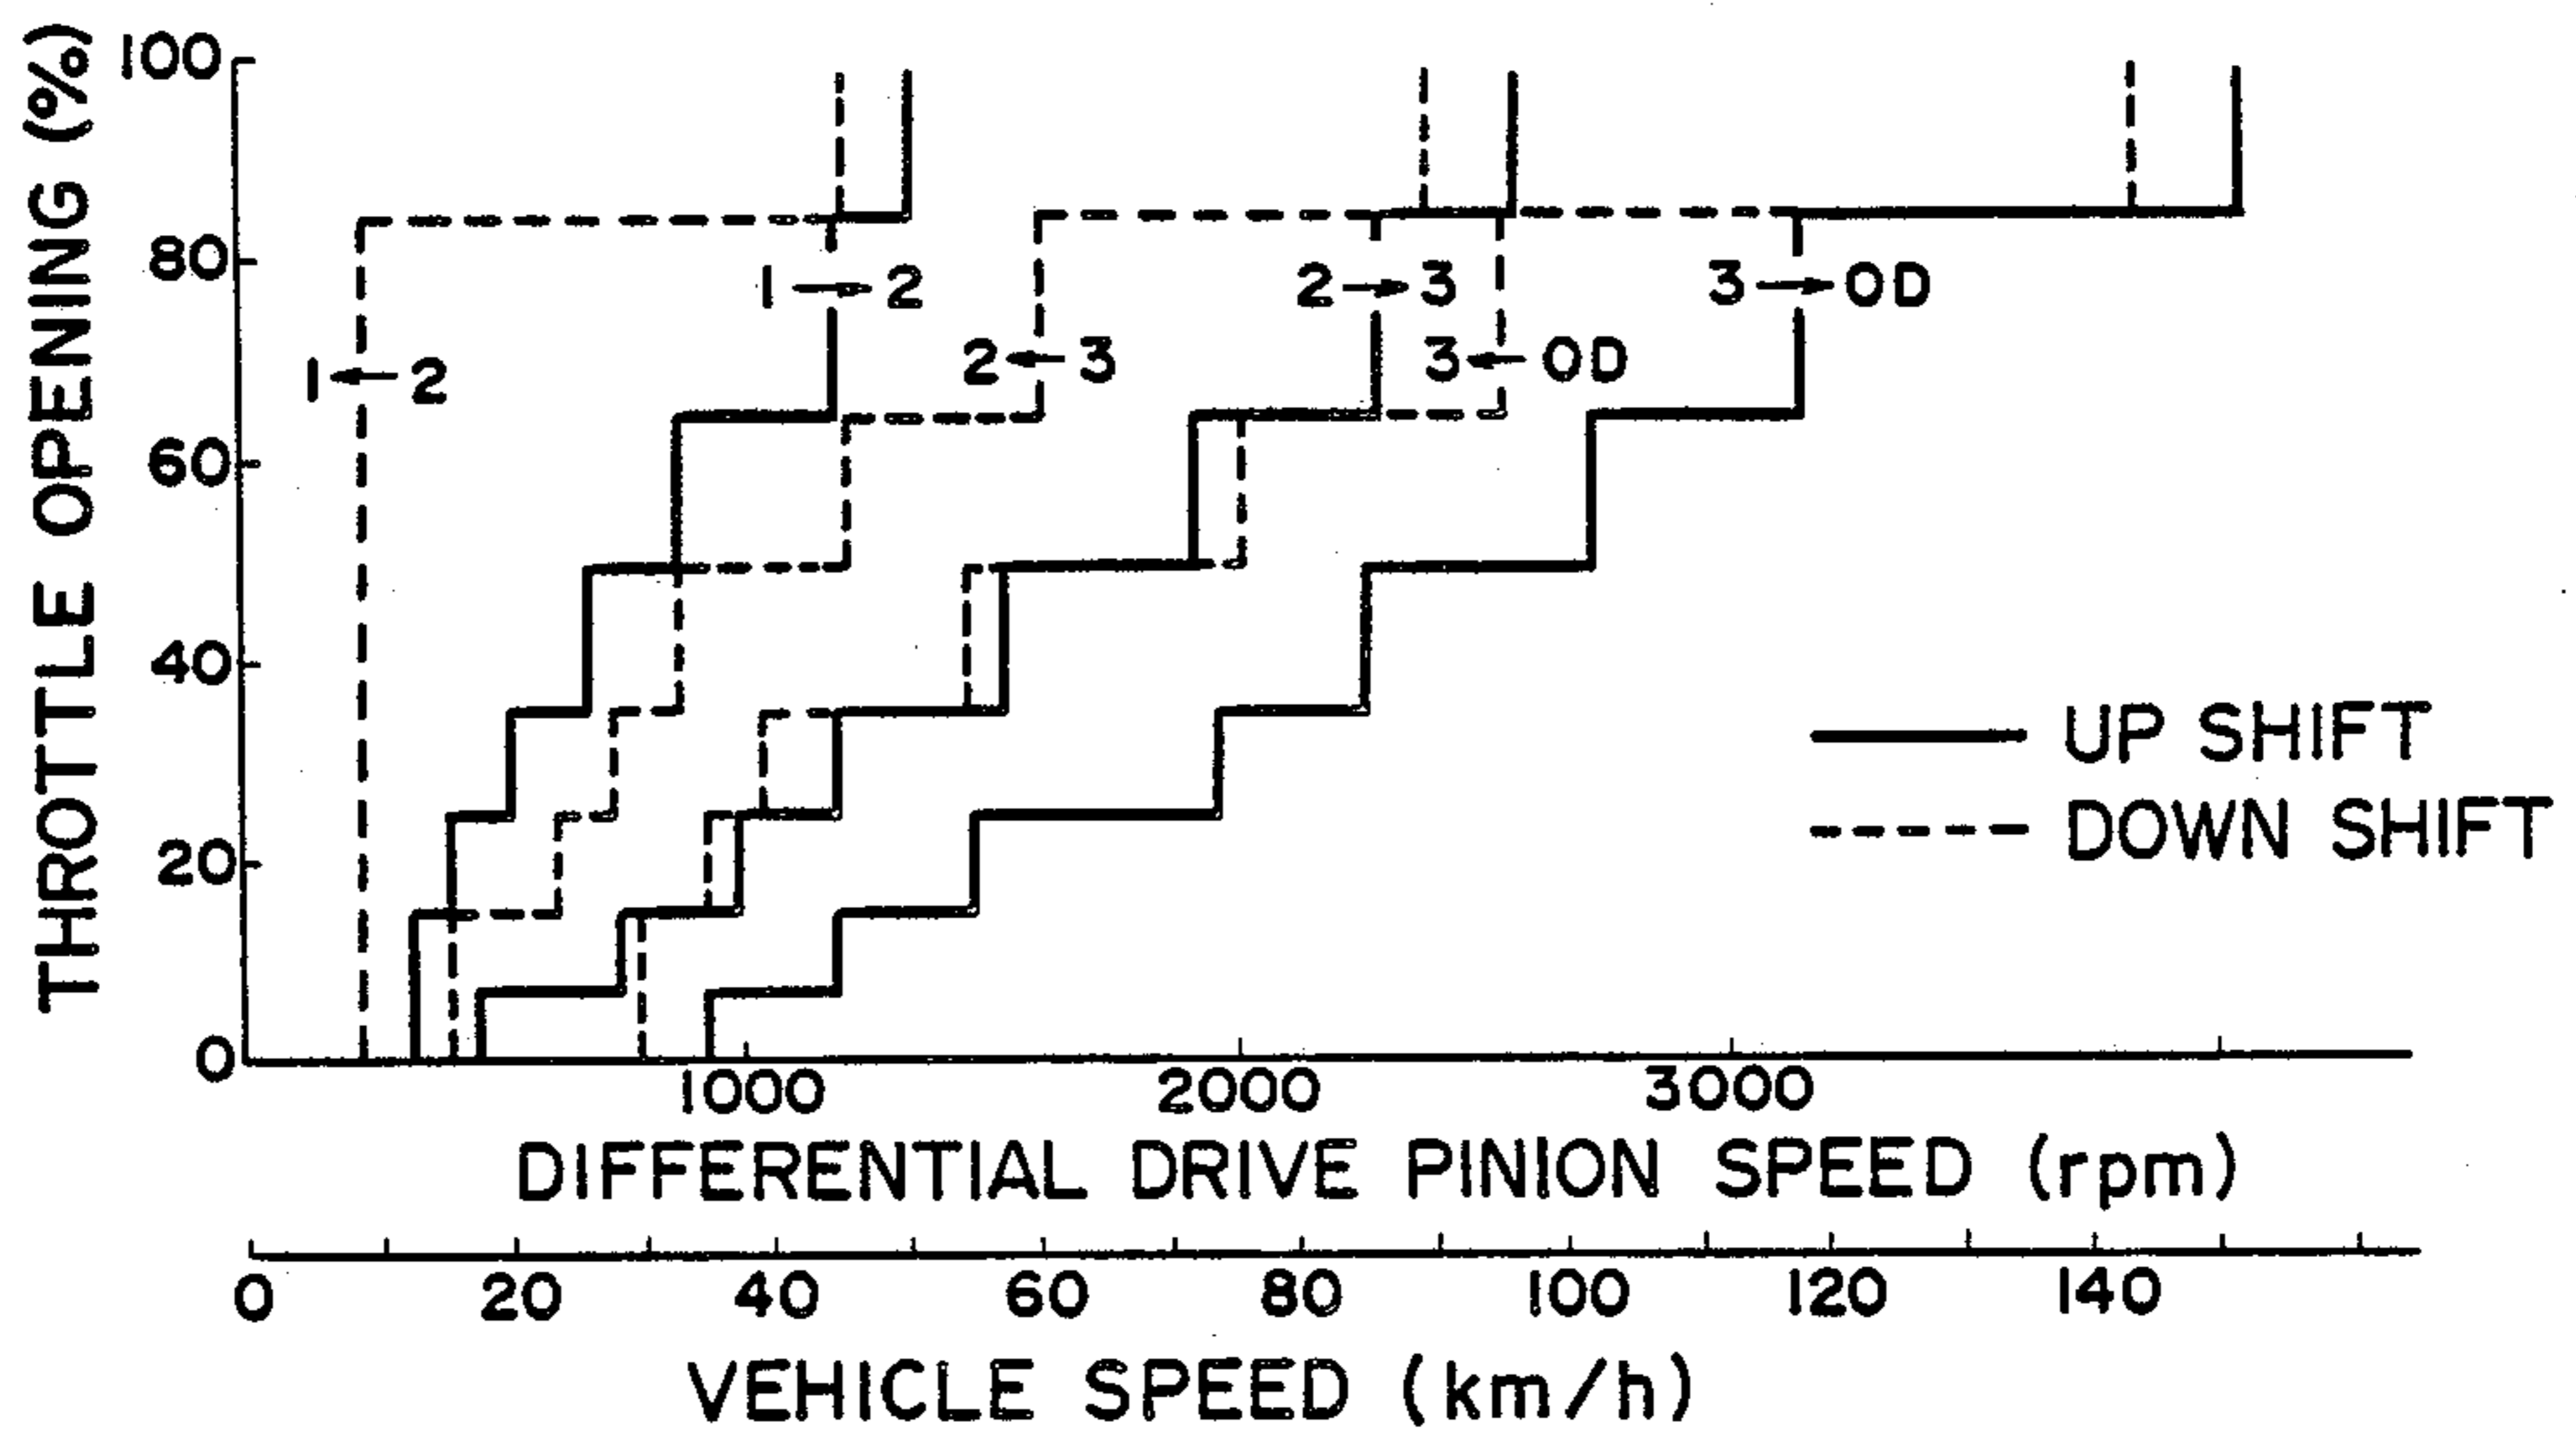 THROTTLE OPENING (%)
100
80
60
40
20
0
1→2
2→3
3→OD
1←2
2←3
3←OD
UP SHIFT
DOWN SHIFT
1000 2000 3000
DIFFERENTIAL DRIVE PINION SPEED (rpm)
0 20 40 60 80 100 120 140
VEHICLE SPEED (km/h)